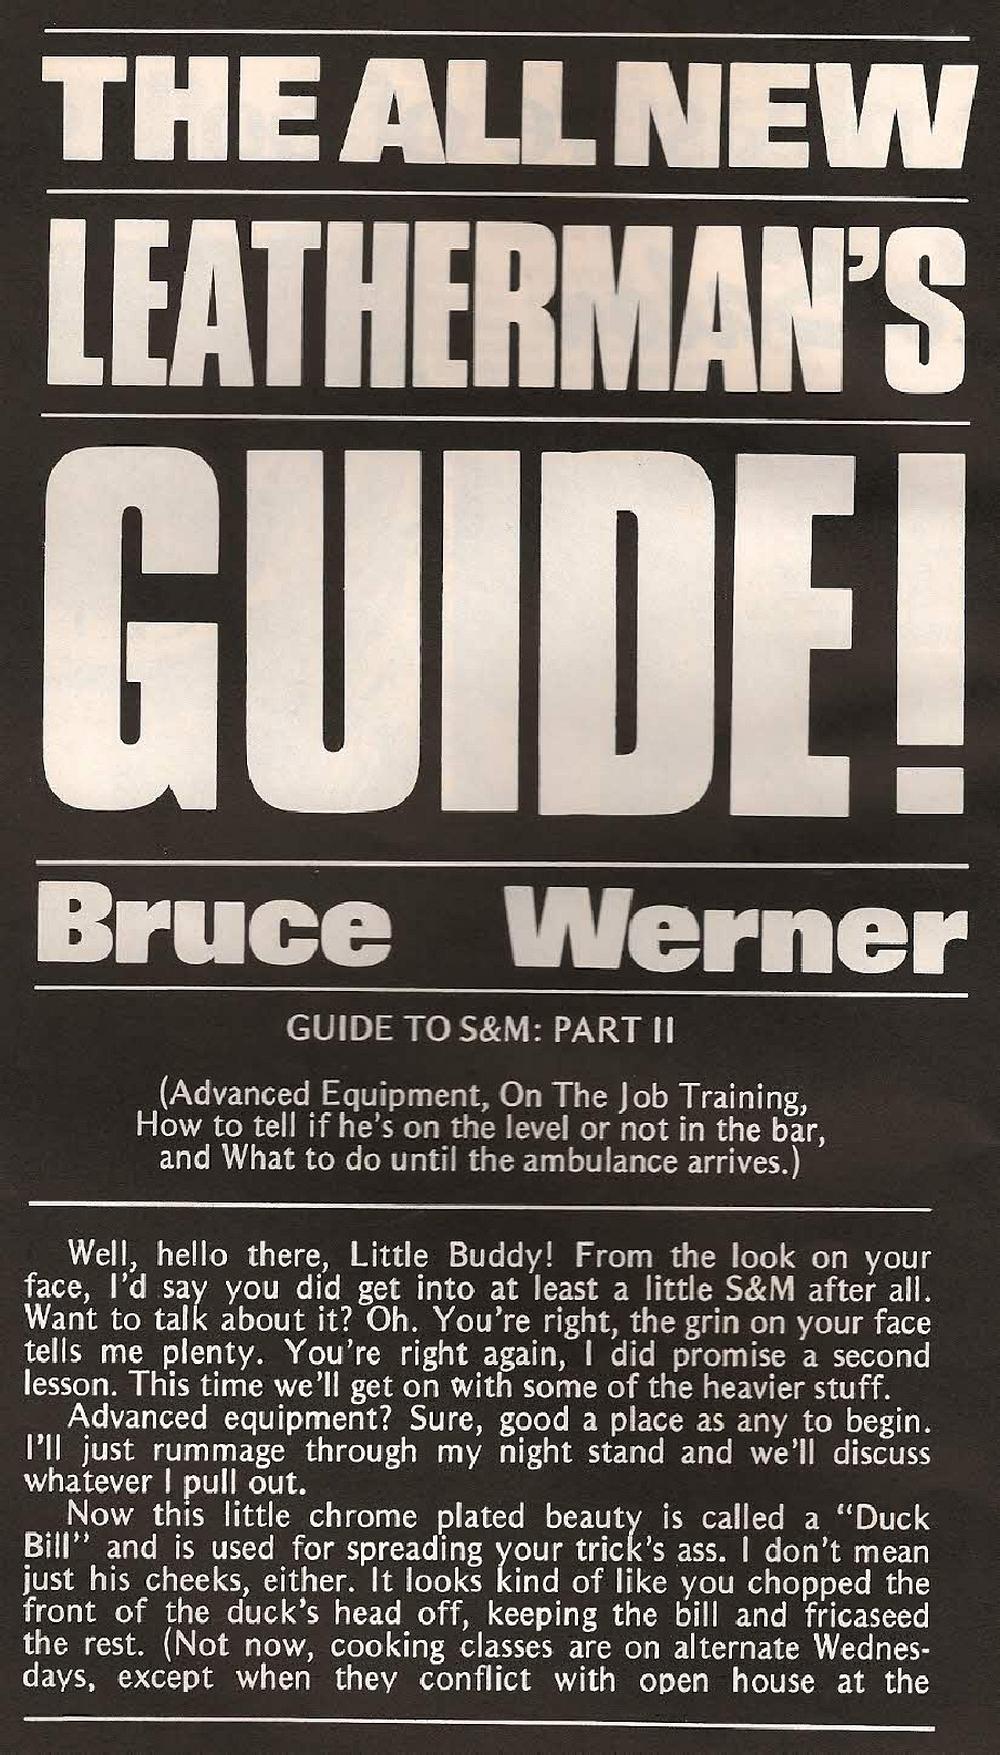 THE ALL NEW
LEATHERMAN'S
GUIDE!
Bruce Werner
GUIDE TO S&M: PART II
(Advanced Equipment, On The Job Training,
How to tell if he's on the level or not in the bar,
and What to do until the ambulance arrives.)
Well, hello there, Little Buddy! From the look on your
face, I'd say you did get into at least a little S&M after all.
Want to talk about it? Oh. You're right, the grin on your face
tells me plenty. You're right again, I did promise a second
lesson. This time we'll get on with some of the heavier stuff.
Advanced equipment? Sure, good a place as any to begin.
I'll just rummage through my night stand and we'll discuss
whatever I pull out.
Now this little chrome plated beauty is called a "Duck
Bill" and is used for spreading your trick's ass. I don't mean
just his cheeks, either. It looks kind of like you chopped the
front of the duck's head off, keeping the bill and fricaseed
the rest. (Not now, cooking classes are on alternate Wednes-
days, except when they conflict with open house at the